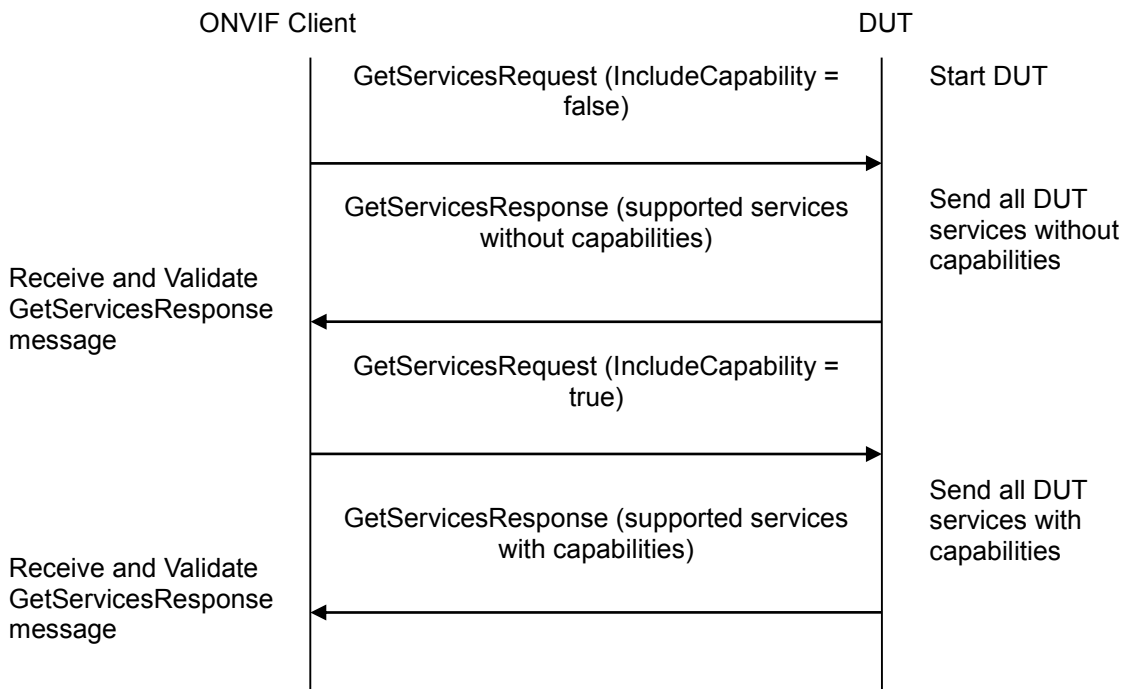 ONVIF Client
DUT
GetServicesRequest (IncludeCapability =
false)
Start DUT
GetServicesResponse (supported services
without capabilities)
Send all DUT
services without
capabilities
Receive and Validate
GetServicesResponse
message
GetServicesRequest (IncludeCapability =
true)
GetServicesResponse (supported services
with capabilities)
Send all DUT
services with
capabilities
Receive and Validate
GetServicesResponse
message